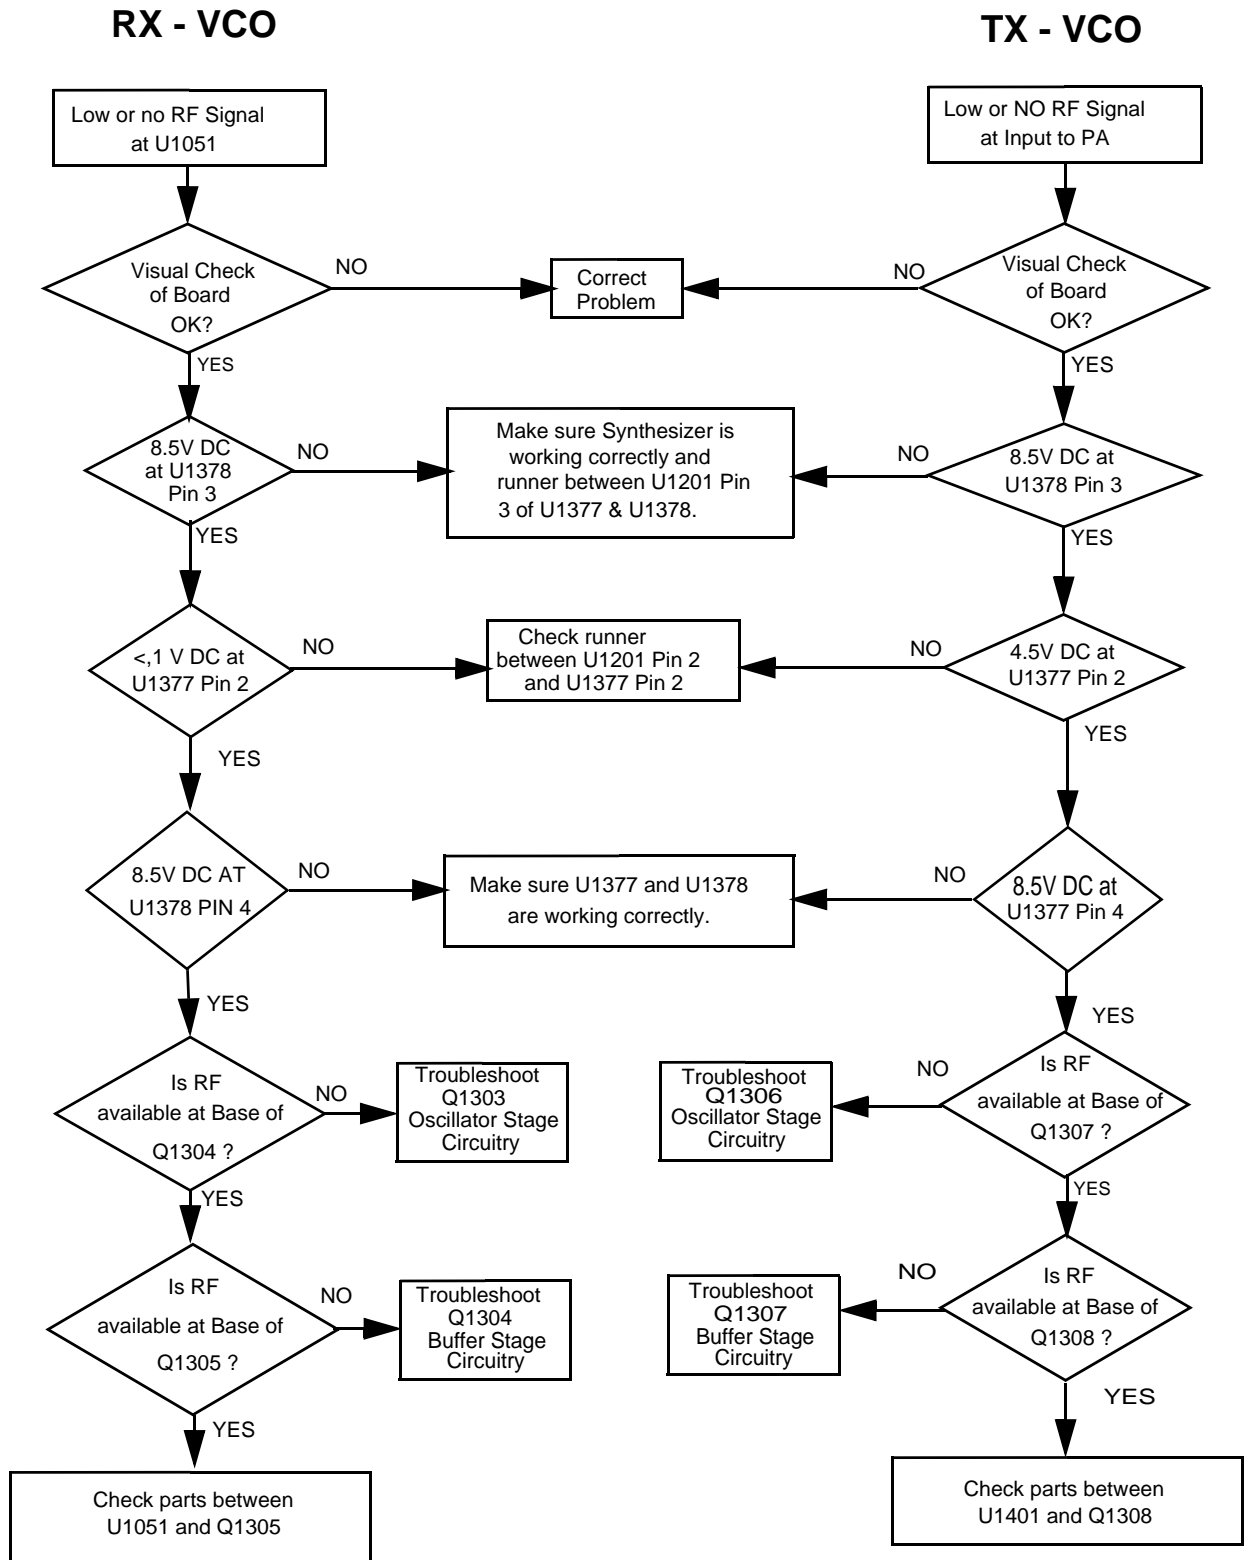 RX - VCO
TX - VCO
Low or no RF Signal
at U1051
Low or NO RF Signal
at Input to PA
Visual Check
of Board
OK?
NO
Correct
Problem
NO
Visual Check
of Board
OK?
YES
YES
8.5V DC
at U1378
Pin 3
NO
Make sure Synthesizer is
working correctly and
runner between U1201 Pin
3 of U1377 & U1378.
NO
8.5V DC at
U1378 Pin 3
YES
YES
<,1 V DC at
U1377 Pin 2
NO
Check runner
between U1201 Pin 2
and U1377 Pin 2
NO
4.5V DC at
U1377 Pin 2
YES
YES
8.5V DC AT
U1378 PIN 4
NO
Make sure U1377 and U1378
are working correctly.
NO
8.5V DC at
U1377 Pin 4
YES
YES
Is RF
available at Base of
Q1304 ?
NO
Troubleshoot
Q1303
Oscillator Stage
Circuitry
Troubleshoot
Q1306
Oscillator Stage
Circuitry
NO
Is RF
available at Base of
Q1307 ?
YES
YES
Is RF
available at Base of
Q1305 ?
NO
Troubleshoot
Q1304
Buffer Stage
Circuitry
Troubleshoot
Q1307
Buffer Stage
Circuitry
NO
Is RF
available at Base of
Q1308 ?
YES
YES
Check parts between
U1051 and Q1305
Check parts between
U1401 and Q1308